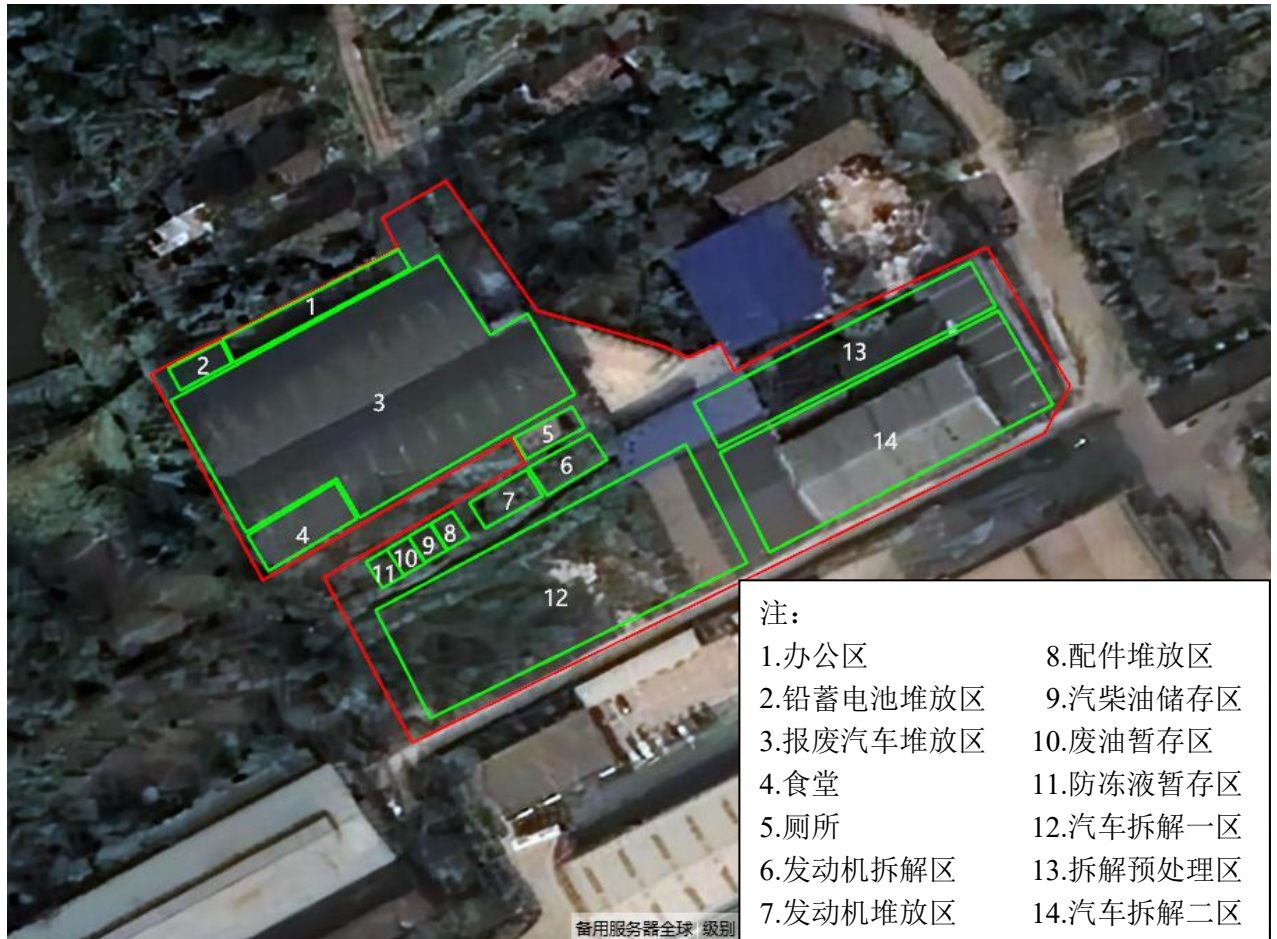 1
2
3
4
5
6
7
8
9
10
11
12
13
14
注：
1.办公区
2.铅蓄电池堆放区
3.报废汽车堆放区
4.食堂
5.厕所
6.发动机拆解区
7.发动机堆放区
8.配件堆放区
9.汽柴油储存区
10.废油暂存区
11.防冻液暂存区
12.汽车拆解一区
13.拆解预处理区
14.汽车拆解二区
备用服务器全球 级别